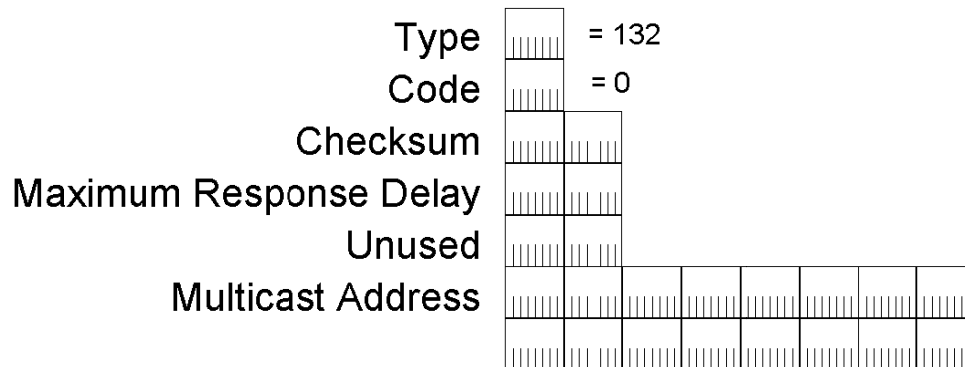 Type = 132
Code = 0
Checksum
Maximum Response Delay
Unused
Multicast Address